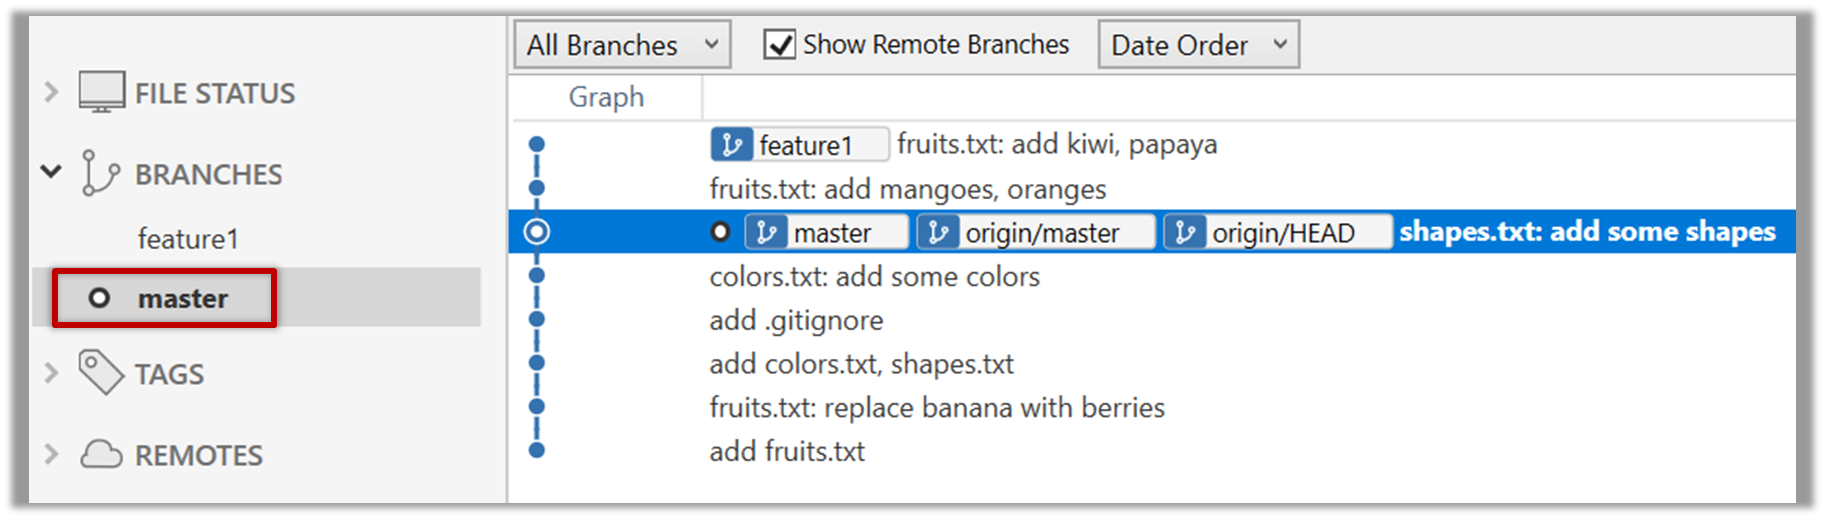 FILE STATUS
BRANCHES
feature1
master
TAGS
REMOTES
All Branches Show Remote Branches Date Order
Graph
feature1 fruits.txt: add kiwi, papaya
fruits.txt: add mangoes, oranges
master origin/master origin/HEAD shapes.txt: add some shapes
colors.txt: add some colors
add .gitignore
add colors.txt, shapes.txt
fruits.txt: replace banana with berries
add fruits.txt